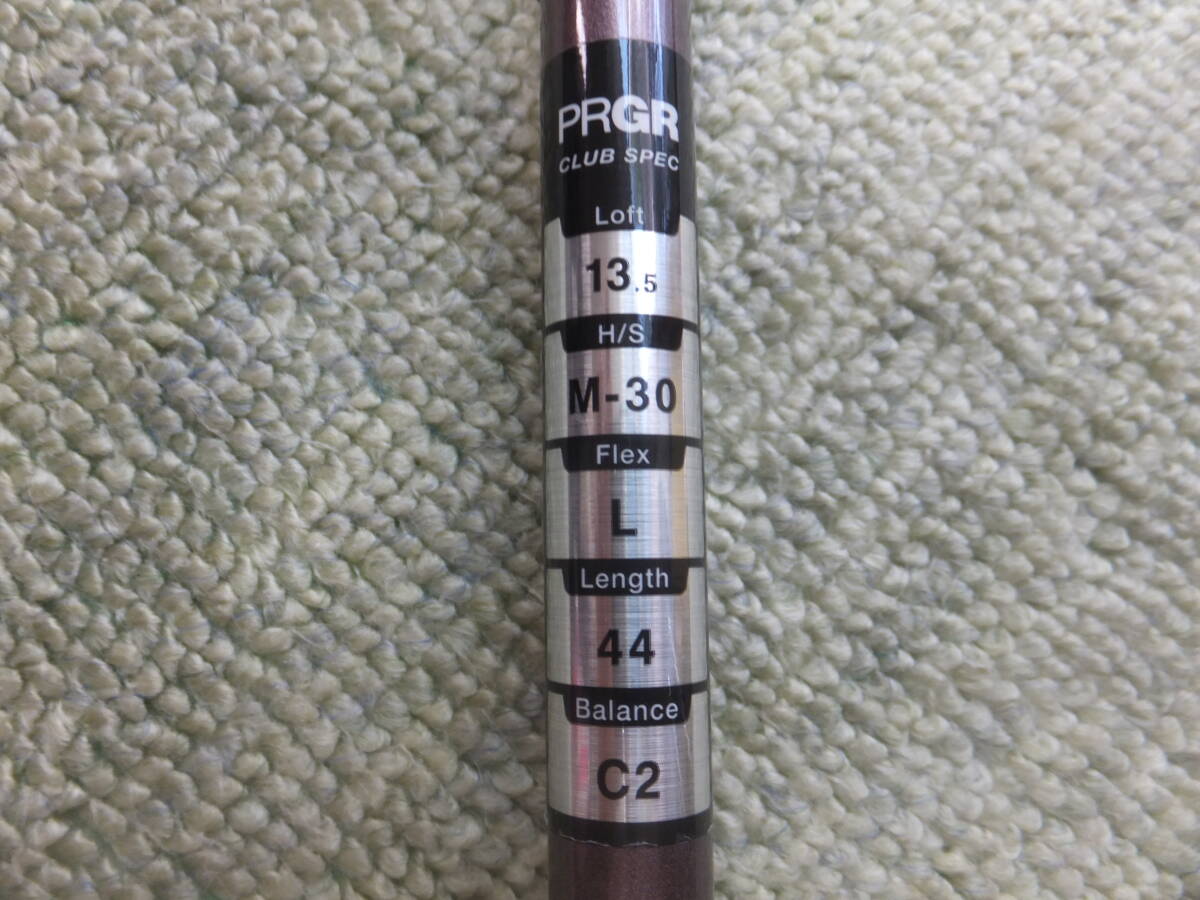 PRGR
CLUB SPEC
Loft
13.5
H/S
M-30
Flex
L
Length
44
Balance
C2